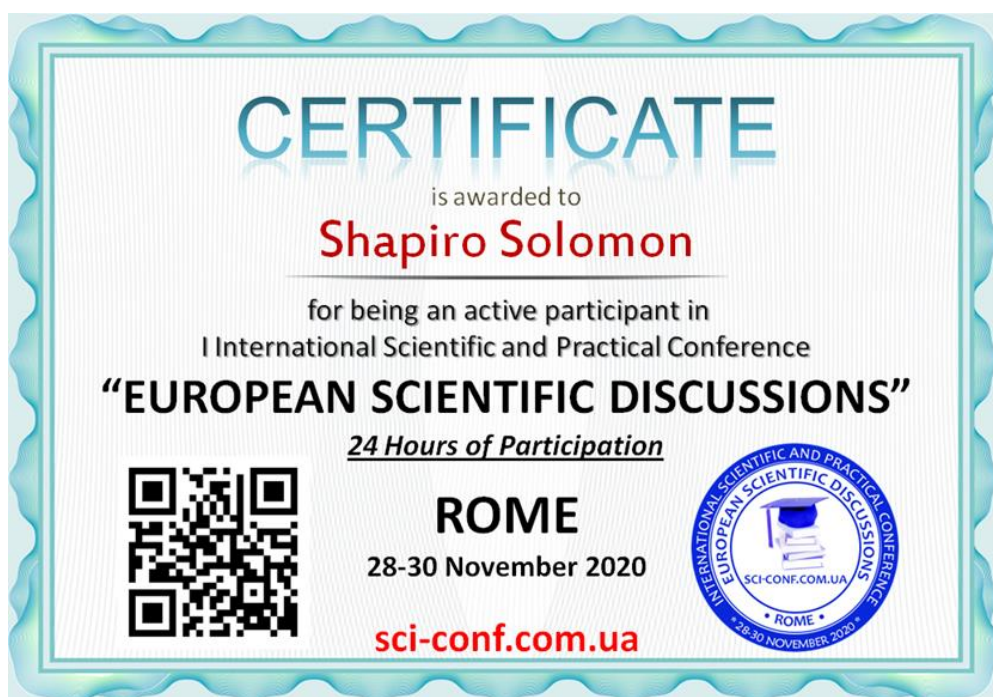 CERTIFICATE
is awarded to
Shapiro Solomon
for being an active participant in
I International Scientific and Practical Conference
“EUROPEAN SCIENTIFIC DISCUSSIONS”
24 Hours of Participation
ROME
28-30 November 2020
sci-conf.com.ua
INTERNATIONAL SCIENTIFIC AND PRACTICAL CONFERENCE
EUROPEAN SCIENTIFIC DISCUSSIONS
SCI-CONF.COM.UA
• ROME •
* 28-30 NOVEMBER 2020 *